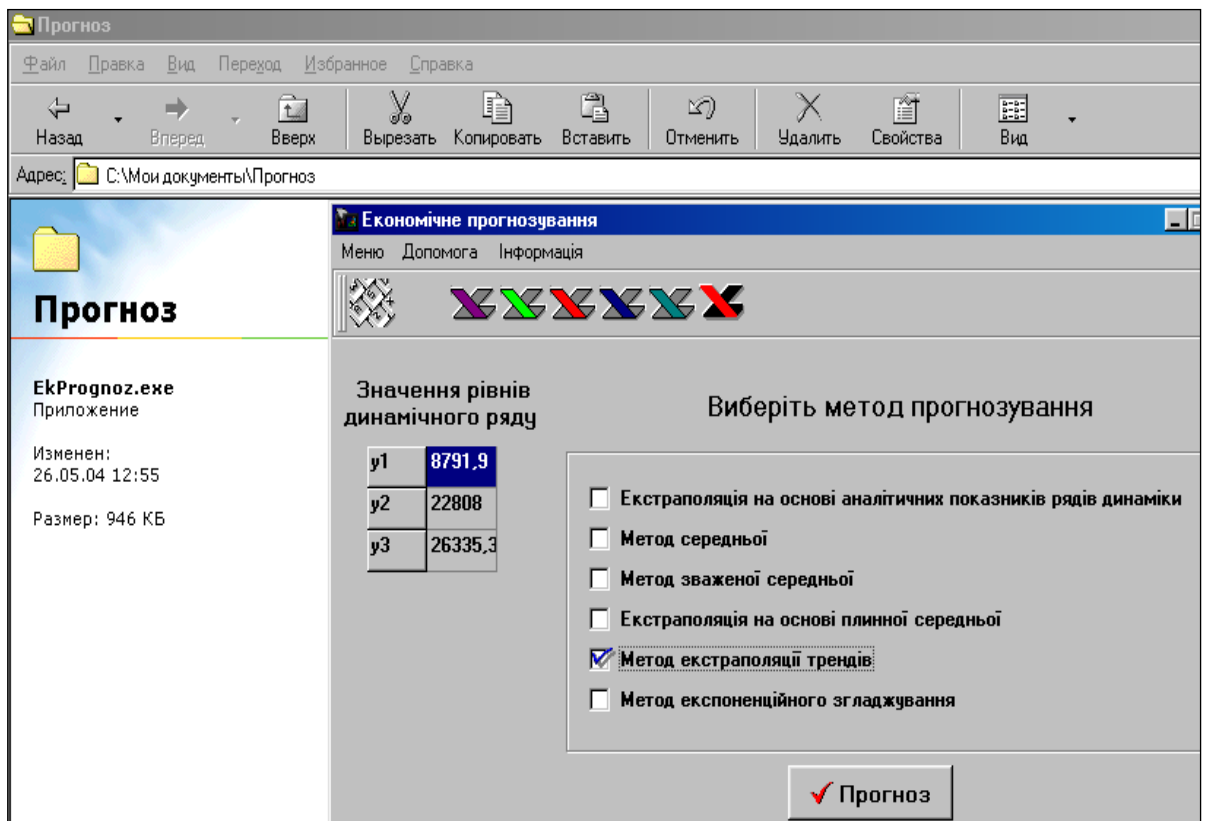 Прогноз
Файл Правка Вид Переход Избранное Справка
Назад Вперед Вверх Вырезать Копировать Вставить Отменить Удалить Свойства Вид
Адрес: C:\Мои документы\Прогноз
Прогноз
EkPrognoz.exe
Приложение
Изменен:
26.05.04 12:55
Размер: 946 КБ
Економічне прогнозування
Меню Допомога Інформація
Значення рівнів
динамічного ряду
y1 8791,9
y2 22808
y3 26335,3
Виберіть метод прогнозування
Екстраполяція на основі аналітичних показників рядів динаміки
Метод середньої
Метод зваженої середньої
Екстраполяція на основі плинної середньої
Метод екстраполяції трендів
Метод експоненційного згладжування
Прогноз